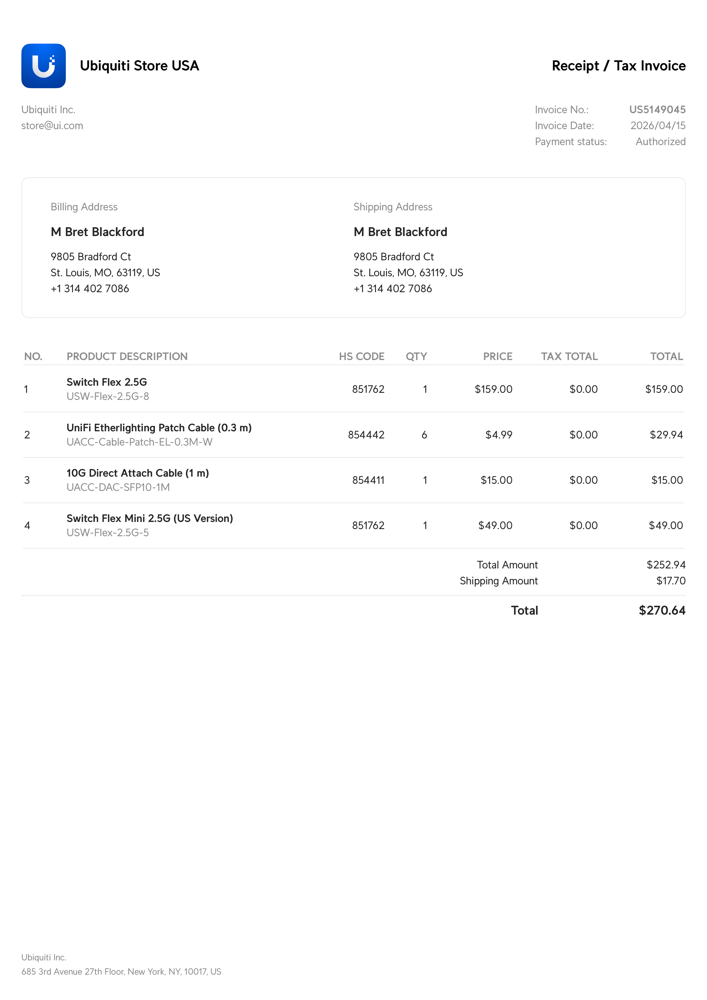 Ubiquiti Store USA
Receipt / Tax Invoice
Ubiquiti Inc.
store@ui.com
Invoice No.: US5149045
Invoice Date: 2026/04/15
Payment status: Authorized
Billing Address
M Bret Blackford
9805 Bradford Ct
St. Louis, MO, 63119, US
+1 314 402 7086
Shipping Address
M Bret Blackford
9805 Bradford Ct
St. Louis, MO, 63119, US
+1 314 402 7086
NO. PRODUCT DESCRIPTION HS CODE QTY PRICE TAX TOTAL TOTAL
1 Switch Flex 2.5G 851762 1 $159.00 $0.00 $159.00
USW-Flex-2.5G-8
2 UniFi Etherlighting Patch Cable (0.3 m) 854442 6 $4.99 $0.00 $29.94
UACC-Cable-Patch-EL-0.3M-W
3 10G Direct Attach Cable (1 m) 854411 1 $15.00 $0.00 $15.00
UACC-DAC-SFP10-1M
4 Switch Flex Mini 2.5G (US Version) 851762 1 $49.00 $0.00 $49.00
USW-Flex-2.5G-5
Total Amount $252.94
Shipping Amount $17.70
Total $270.64
Ubiquiti Inc.
685 3rd Avenue 27th Floor, New York, NY, 10017, US